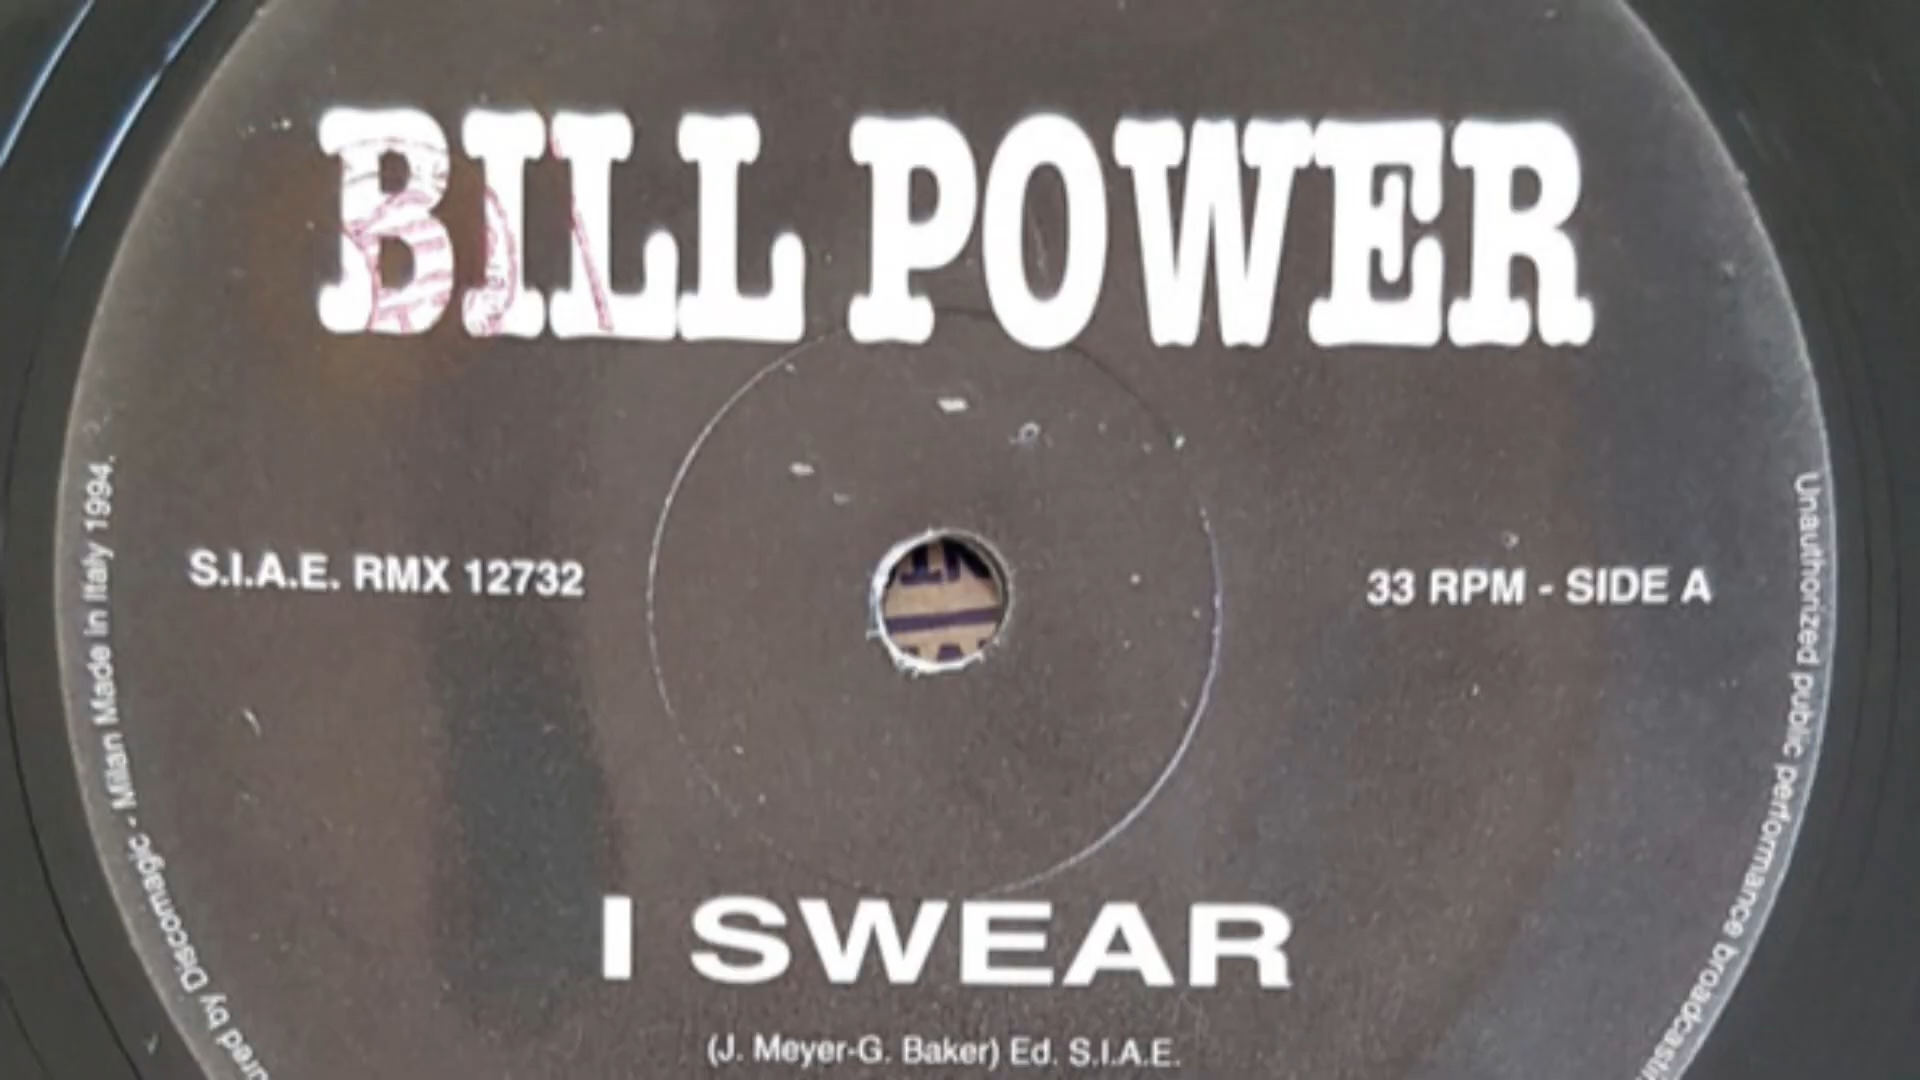 BILL POWER
S.I.A.E. RMX 12732
33 RPM - SIDE A
I SWEAR
(J. Meyer-G. Baker) Ed. S.I.A.E.
by Discomagic - Milan Made in Italy 1994.
Unauthorized public performance